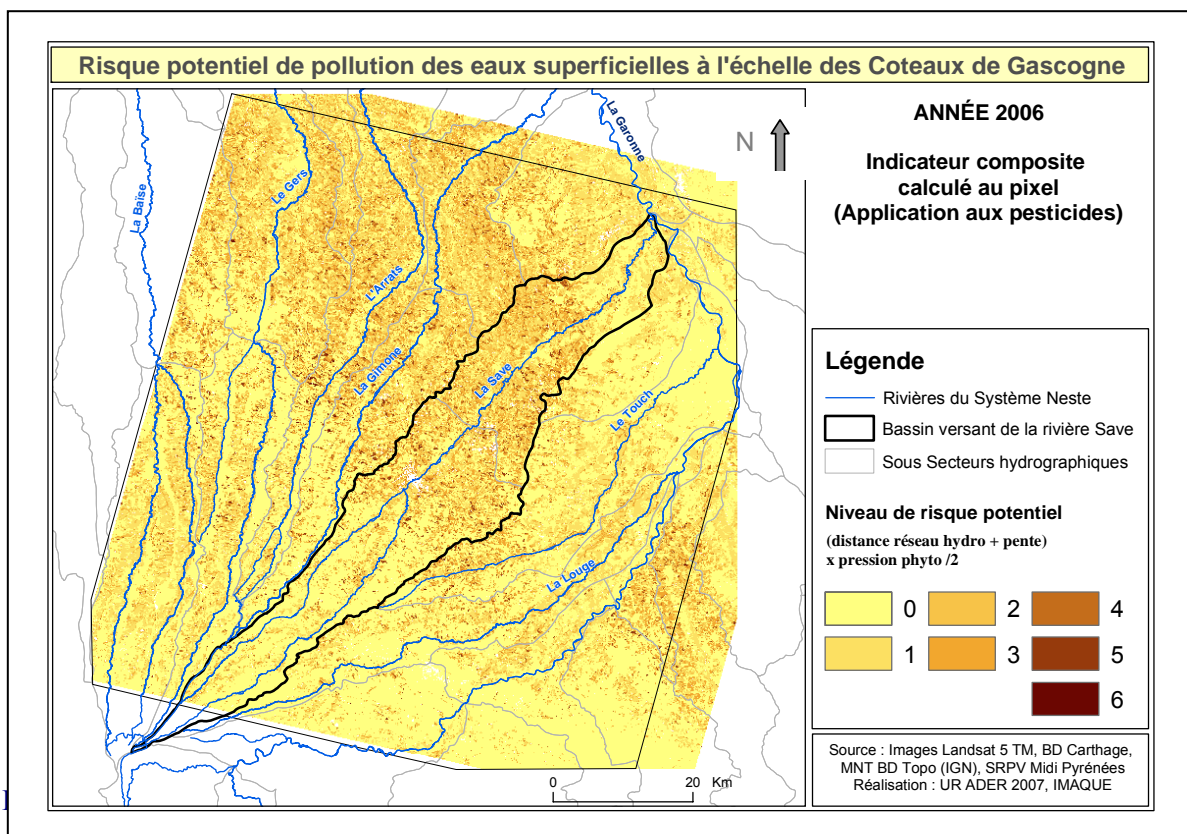 Risque potentiel de pollution des eaux superficielles à l'échelle des Coteaux de Gascogne
La Garonne
N
La Baïse
Le Gers
L'Arrats
La Gimone
La Save
Le Touch
La Louge
0 20 Km
ANNÉE 2006
Indicateur composite
calculé au pixel
(Application aux pesticides)
Légende
Rivières du Système Neste
Bassin versant de la rivière Save
Sous Secteurs hydrographiques
Niveau de risque potentiel
(distance réseau hydro + pente)
x pression phyto /2
0 2 4
1 3 5
6
Source : Images Landsat 5 TM, BD Carthage,
MNT BD Topo (IGN), SRPV Midi Pyrénées
Réalisation : UR ADER 2007, IMAQUE